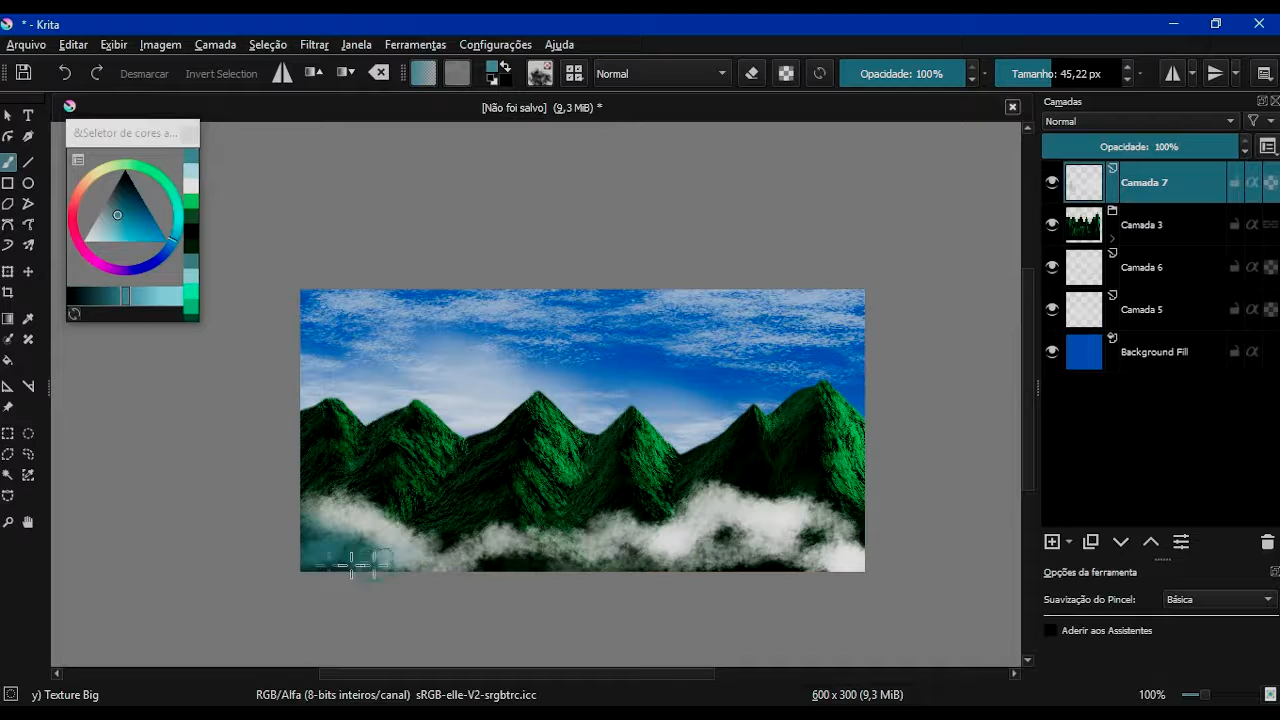 * - Krita
Arquivo Editar Exibir Imagem Camada Seleção Filtrar Janela Ferramentas Configurações Ajuda
Desmarcar Invert Selection Normal Opacidade: 100% Tamanho: 45,22 px
[Não foi salvo] (9,3 MiB) *
Camadas
&Seletor de cores a...
Normal
Opacidade: 100%
Camada 7
Camada 3
Camada 6
Camada 5
Background Fill
Opções da ferramenta
Suavização do Pincel: Básica
Aderir aos Assistentes
y) Texture Big RGB/Alfa (8-bits inteiros/canal) sRGB-elle-V2-srgbtrc.icc 600 x 300 (9,3 MiB) 100%